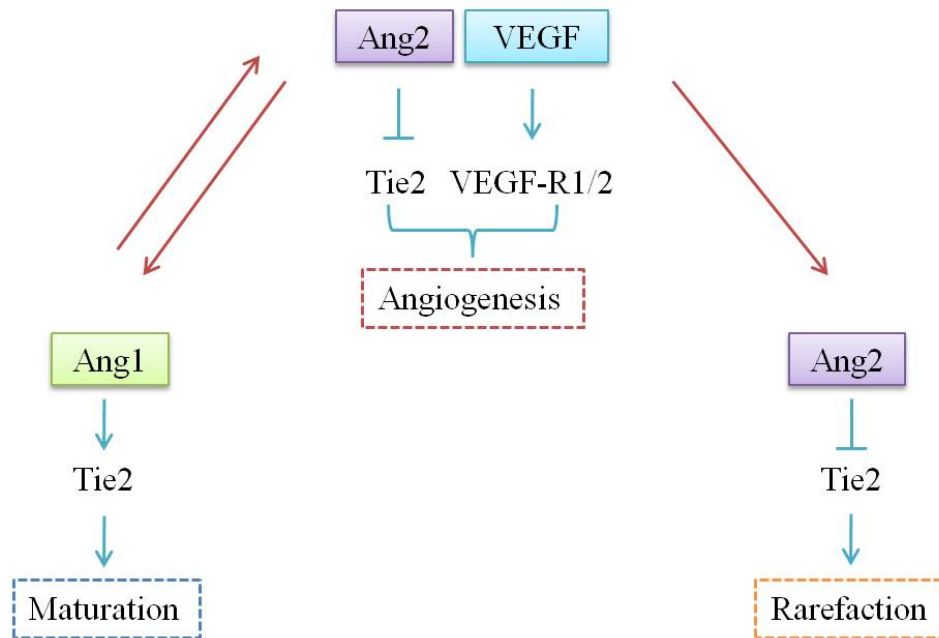 Ang2 VEGF
Tie2 VEGF-R1/2
Angiogenesis
Ang1 Ang2
Tie2 Tie2
Maturation Rarefaction